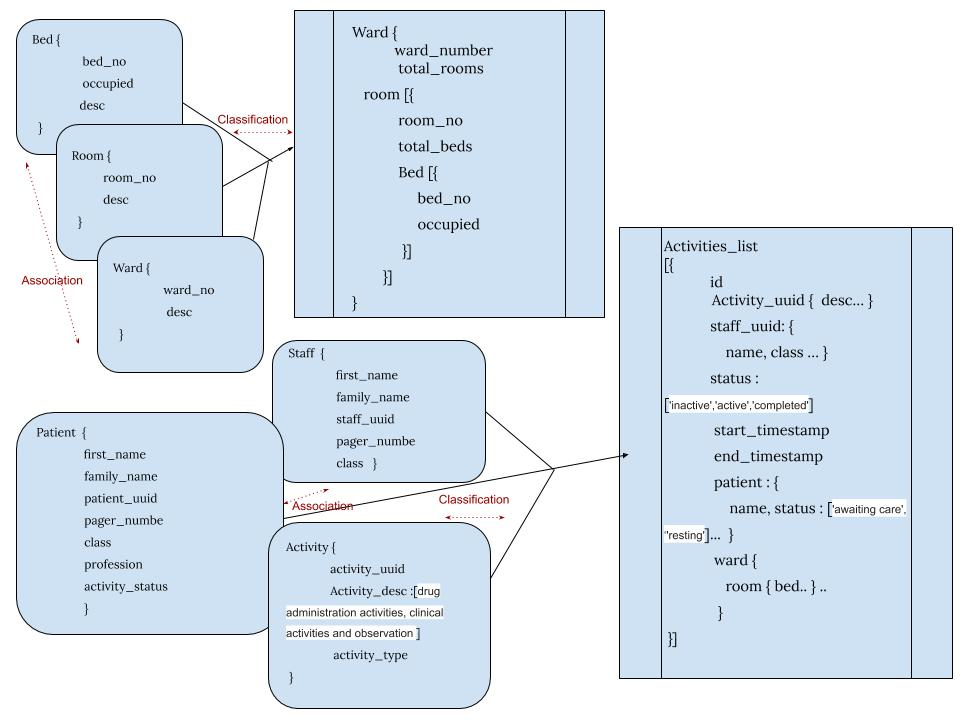 Bed {
bed_no
occupied
desc
}
Room {
room_no
desc
}
Ward {
ward_no
desc
}
Association
Classification
Ward {
ward_number
total_rooms
room [{
room_no
total_beds
Bed [{
bed_no
occupied
}]
}]
}
Staff {
first_name
family_name
staff_uuid
pager_numbe
class }
Patient {
first_name
family_name
patient_uuid
pager_numbe
class
profession
activity_status
}
Association
Classification
Activity {
activity_uuid
Activity_desc :[drug
administration activities, clinical
activities and observation ]
activity_type
}
Activities_list
[{
id
Activity_uuid { desc... }
staff_uuid: {
name, class ... }
status :
['inactive','active','completed']
start_timestamp
end_timestamp
patient : {
name, status : ['awaiting care',
"resting']... }
ward {
room { bed.. } ..
}
}]